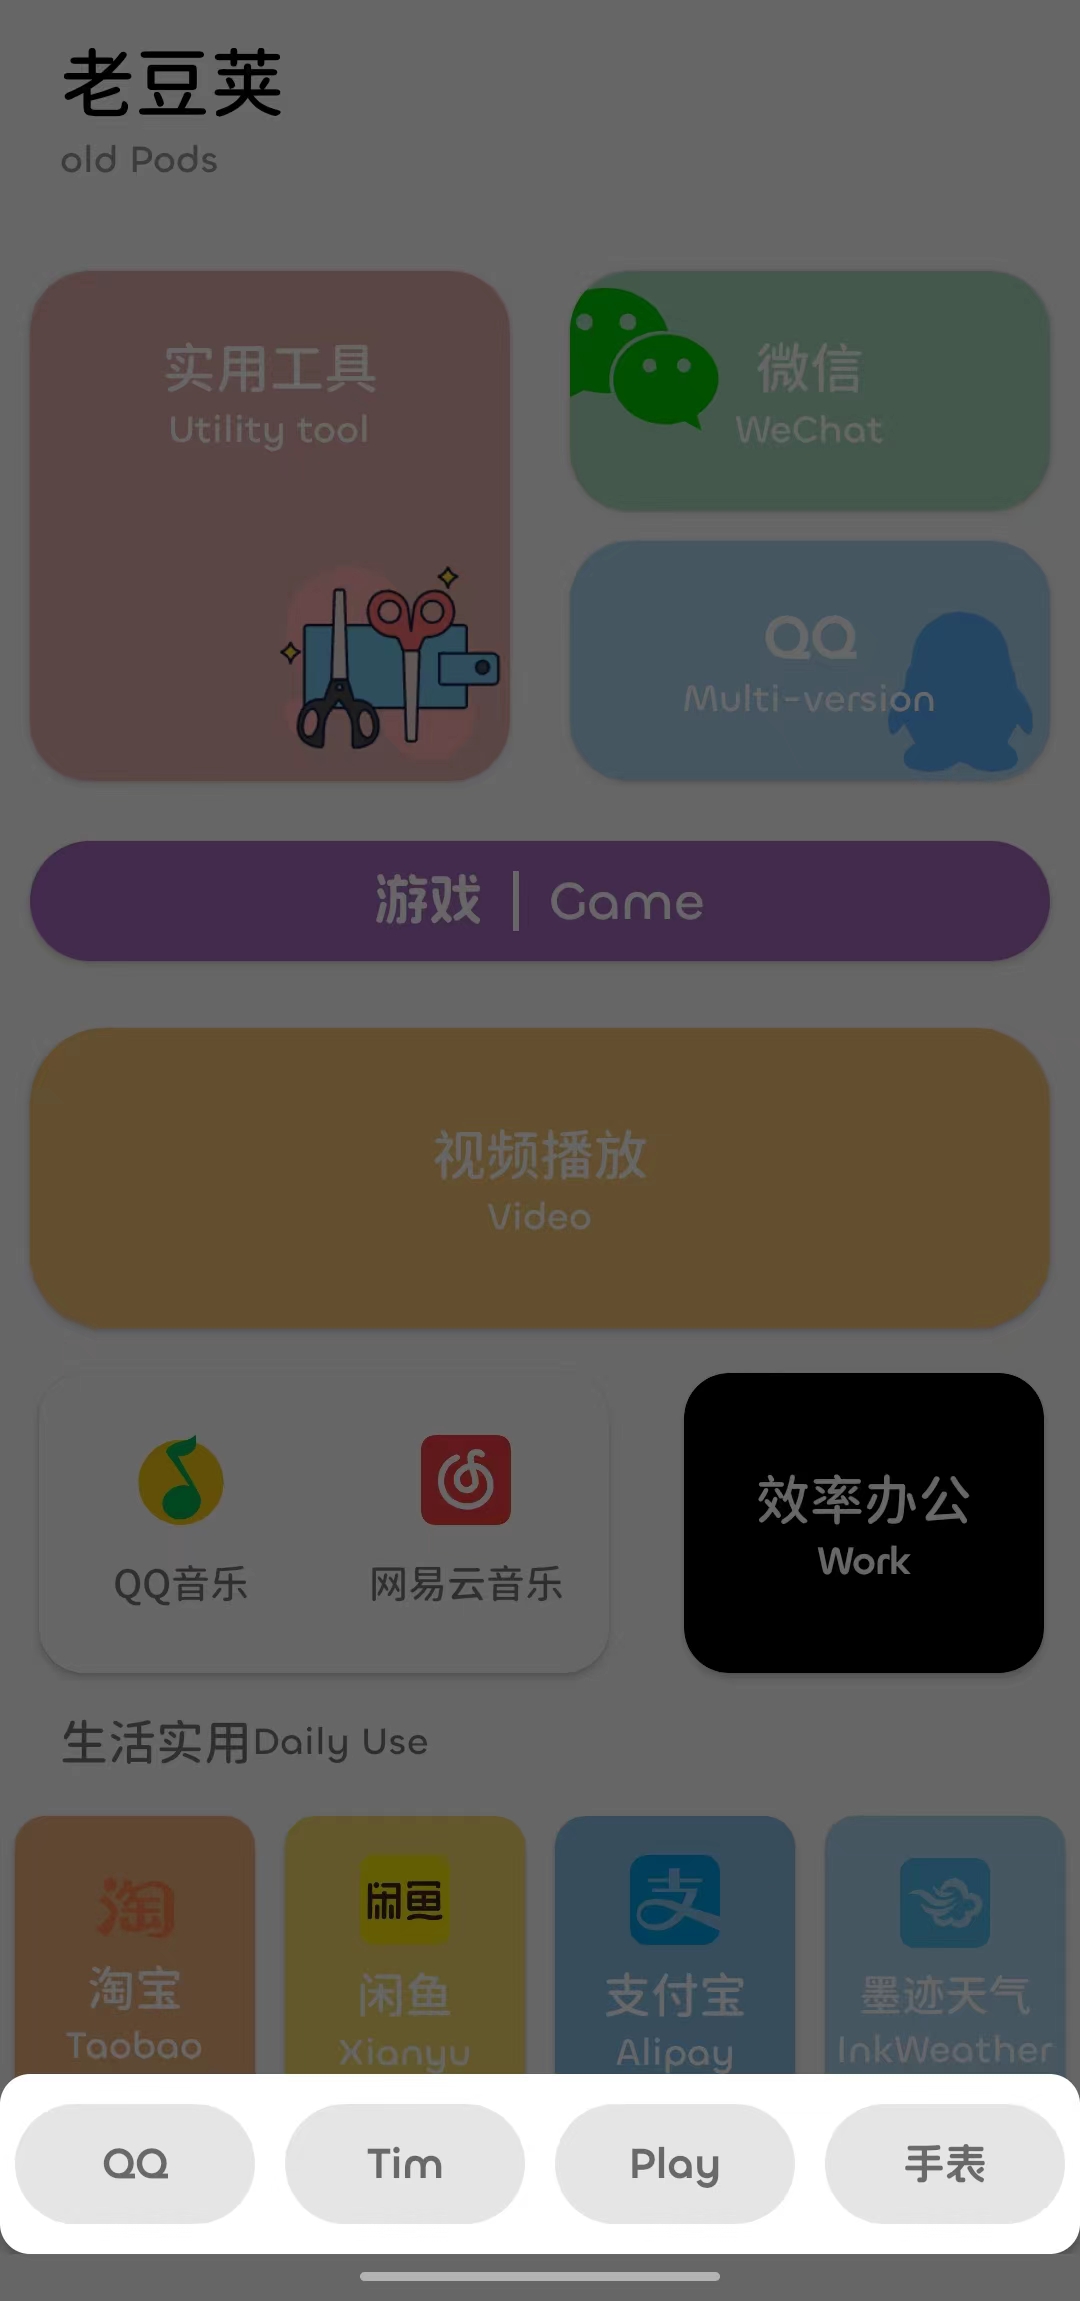 老豆荚
old Pods
实用工具
Utility tool
微信
WeChat
QQ
Multi-version
游戏 | Game
视频播放
Video
QQ音乐
网易云音乐
效率办公
Work
生活实用Daily Use
淘
淘宝
Taobao
闲鱼
闲鱼
Xianyu
支
支付宝
Alipay
墨迹天气
InkWeather
QQ
Tim
Play
手表